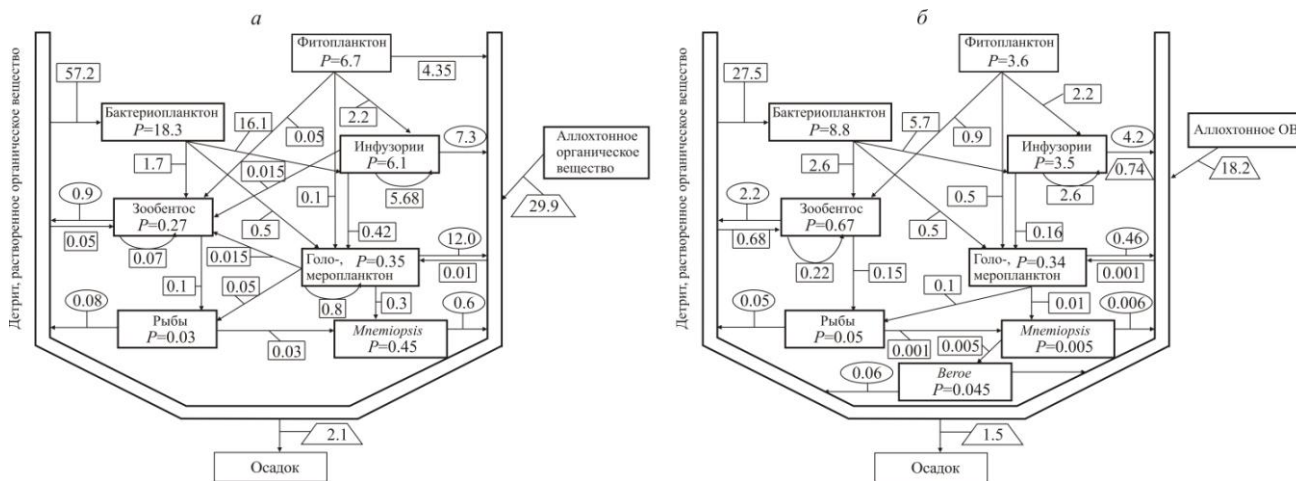 а
Детрит, растворенное органическое вещество
Фитопланктон
P=6.7
4.35
57.2
Бактериопланктон
P=18.3
16.1
0.05
2.2
Инфузории
P=6.1
7.3
5.68
1.7
0.015
0.1
0.9
Зообентос
P=0.27
0.05
0.07
0.5
0.42
0.015
12.0
Голо-,
меропланктон
P=0.35
0.01
0.1
0.05
0.8
0.3
0.08
Рыбы
P=0.03
0.03
0.6
Mnemiopsis
P=0.45
Аллохтонное
органическое
вещество
29.9
2.1
Осадок
б
Детрит, растворенное органическое вещество
Фитопланктон
P=3.6
27.5
Бактериопланктон
P=8.8
5.7
0.9
2.2
Инфузории
P=3.5
4.2
0.74
2.6
2.6
0.5
2.2
Зообентос
P=0.67
0.68
0.22
0.5
0.16
0.46
Голо-,
меропланктон
P=0.34
0.001
0.15
0.1
0.01
0.05
Рыбы
P=0.05
0.001
0.005
0.006
Mnemiopsis
P=0.005
0.06
Beroe
P=0.045
Аллохтонное ОВ
18.2
1.5
Осадок